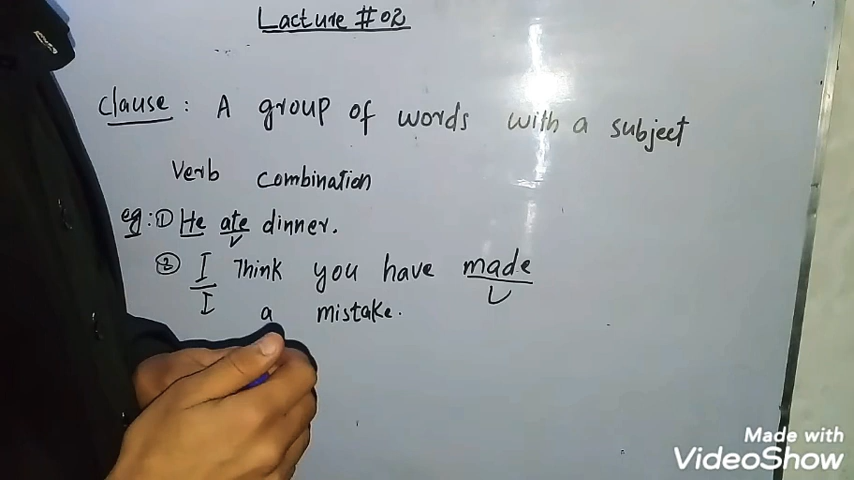 Lacture #02
Clause : A group of words with a subject
Verb combination
eg: ① He ate dinner.
V
② I Think you have made
I V
a mistake.
Made with
VideoShow